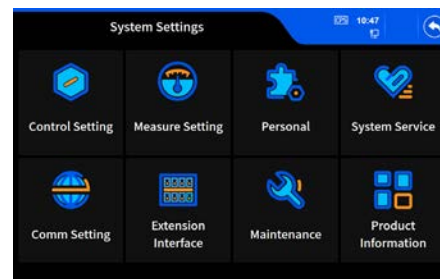 System Settings
10:47
Control Setting
Measure Setting
Personal
System Service
Comm Setting
Extension
Interface
Maintenance
Product
Information